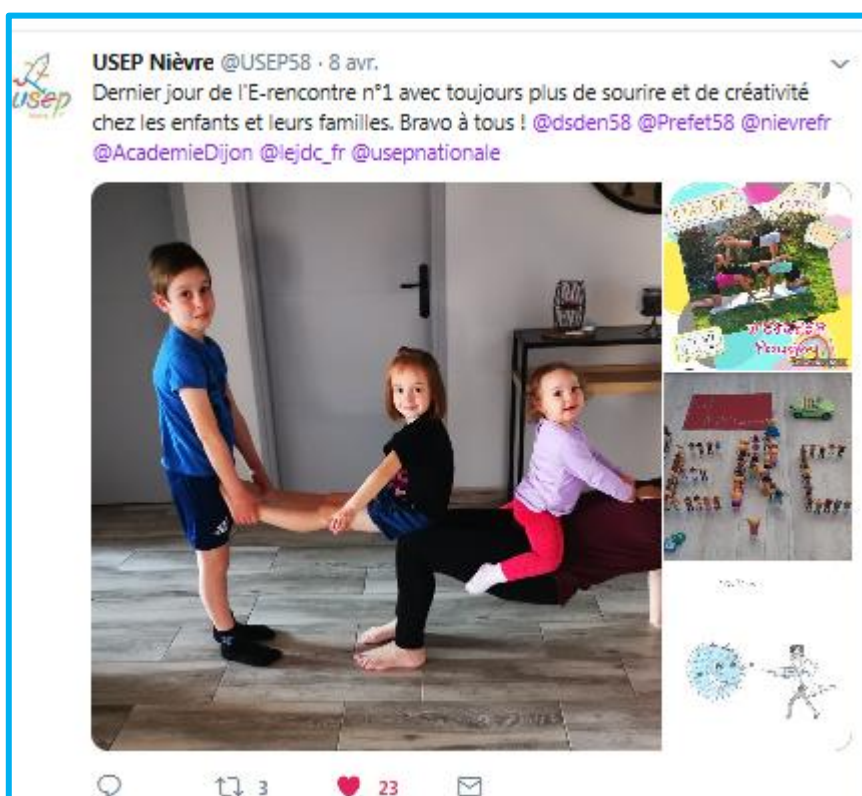 usep
USEP Nièvre @USEP58 · 8 avr.
Dernier jour de l'E-rencontre n°1 avec toujours plus de sourire et de créativité
chez les enfants et leurs familles. Bravo à tous ! @dsden58 @Prefet58 @nievrefr
@AcademieDijon @lejdc_fr @usepnationale
3
23